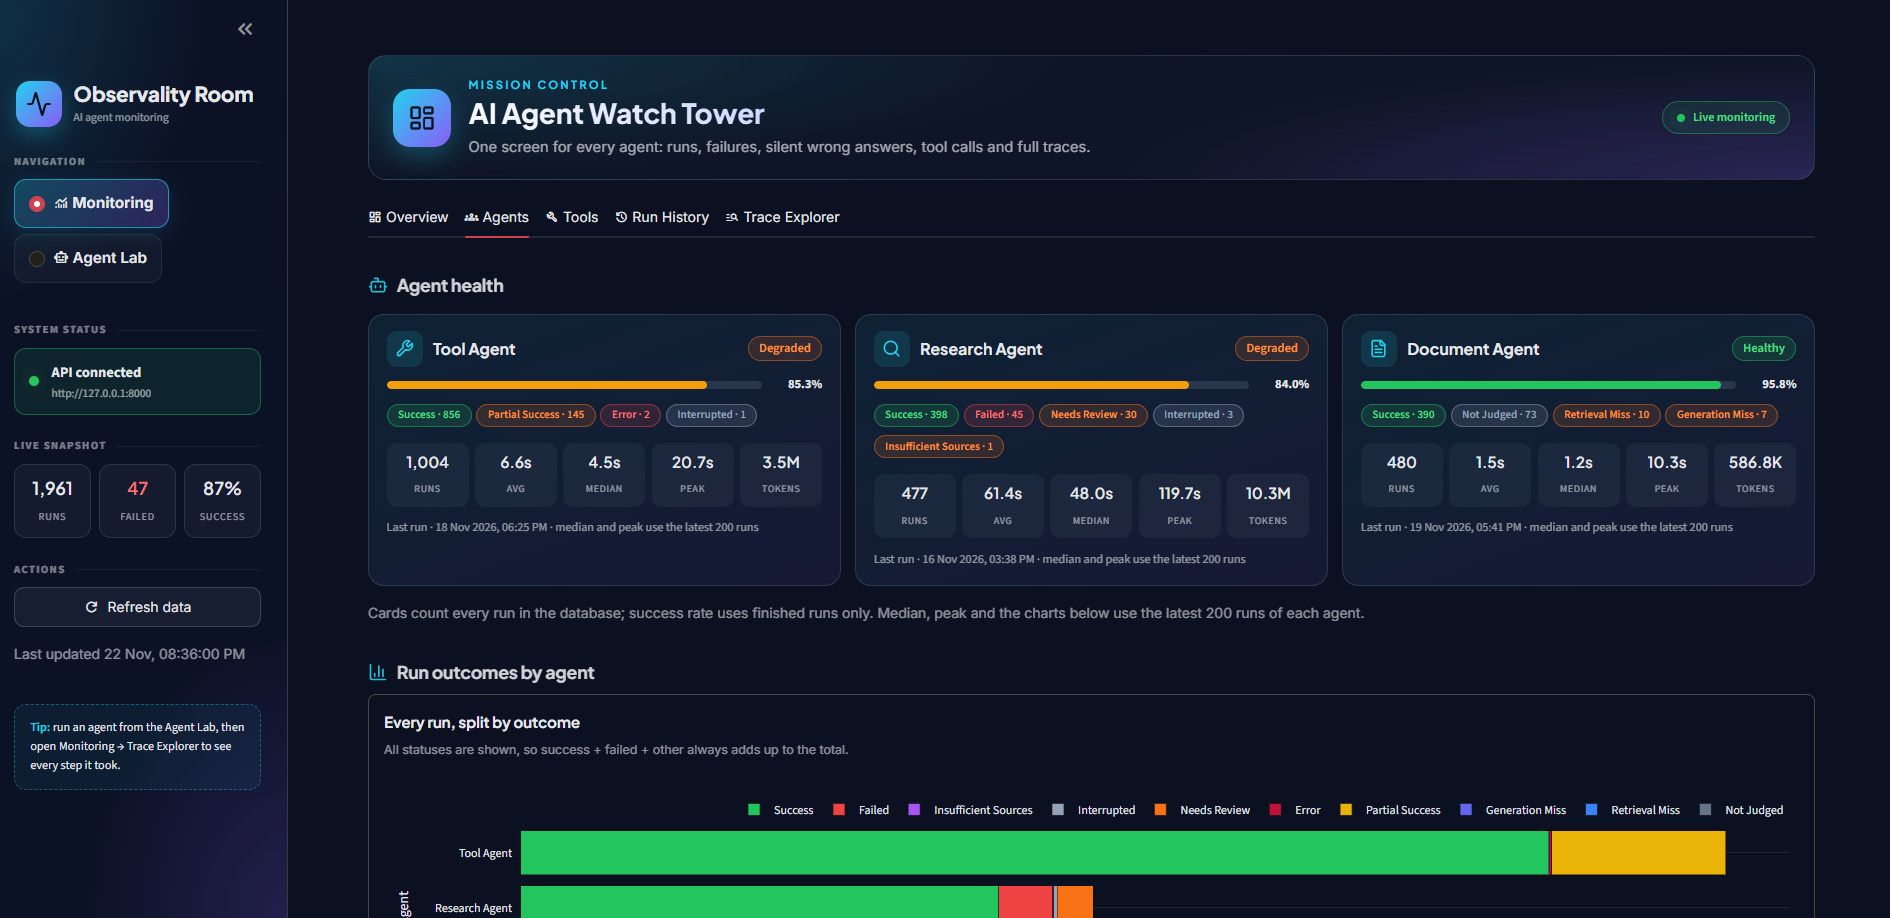 Observality Room
AI agent monitoring
NAVIGATION
Monitoring
Agent Lab
SYSTEM STATUS
API connected
http://127.0.0.1:8000
LIVE SNAPSHOT
1,961
RUNS
47
FAILED
87%
SUCCESS
ACTIONS
Refresh data
Last updated 22 Nov, 08:36:00 PM
Tip: run an agent from the Agent Lab, then
open Monitoring → Trace Explorer to see
every step it took.
MISSION CONTROL
AI Agent Watch Tower
One screen for every agent: runs, failures, silent wrong answers, tool calls and full traces.
Live monitoring
Overview Agents Tools Run History Trace Explorer
Agent health
Tool Agent
Degraded
85.3%
Success · 856 Partial Success · 145 Error · 2 Interrupted · 1
1,004 6.6s 4.5s 20.7s 3.5M
RUNS AVG MEDIAN PEAK TOKENS
Last run · 18 Nov 2026, 06:25 PM · median and peak use the latest 200 runs
Research Agent
Degraded
84.0%
Success · 398 Failed · 45 Needs Review · 30 Interrupted · 3
Insufficient Sources · 1
477 61.4s 48.0s 119.7s 10.3M
RUNS AVG MEDIAN PEAK TOKENS
Last run · 16 Nov 2026, 03:38 PM · median and peak use the latest 200 runs
Document Agent
Healthy
95.8%
Success · 390 Not Judged · 73 Retrieval Miss · 10 Generation Miss · 7
480 1.5s 1.2s 10.3s 586.8K
RUNS AVG MEDIAN PEAK TOKENS
Last run · 19 Nov 2026, 05:41 PM · median and peak use the latest 200 runs
Cards count every run in the database; success rate uses finished runs only. Median, peak and the charts below use the latest 200 runs of each agent.
Run outcomes by agent
Every run, split by outcome
All statuses are shown, so success + failed + other always adds up to the total.
Success Failed Insufficient Sources Interrupted Needs Review Error Partial Success Generation Miss Retrieval Miss Not Judged
Tool Agent
Research Agent
gent